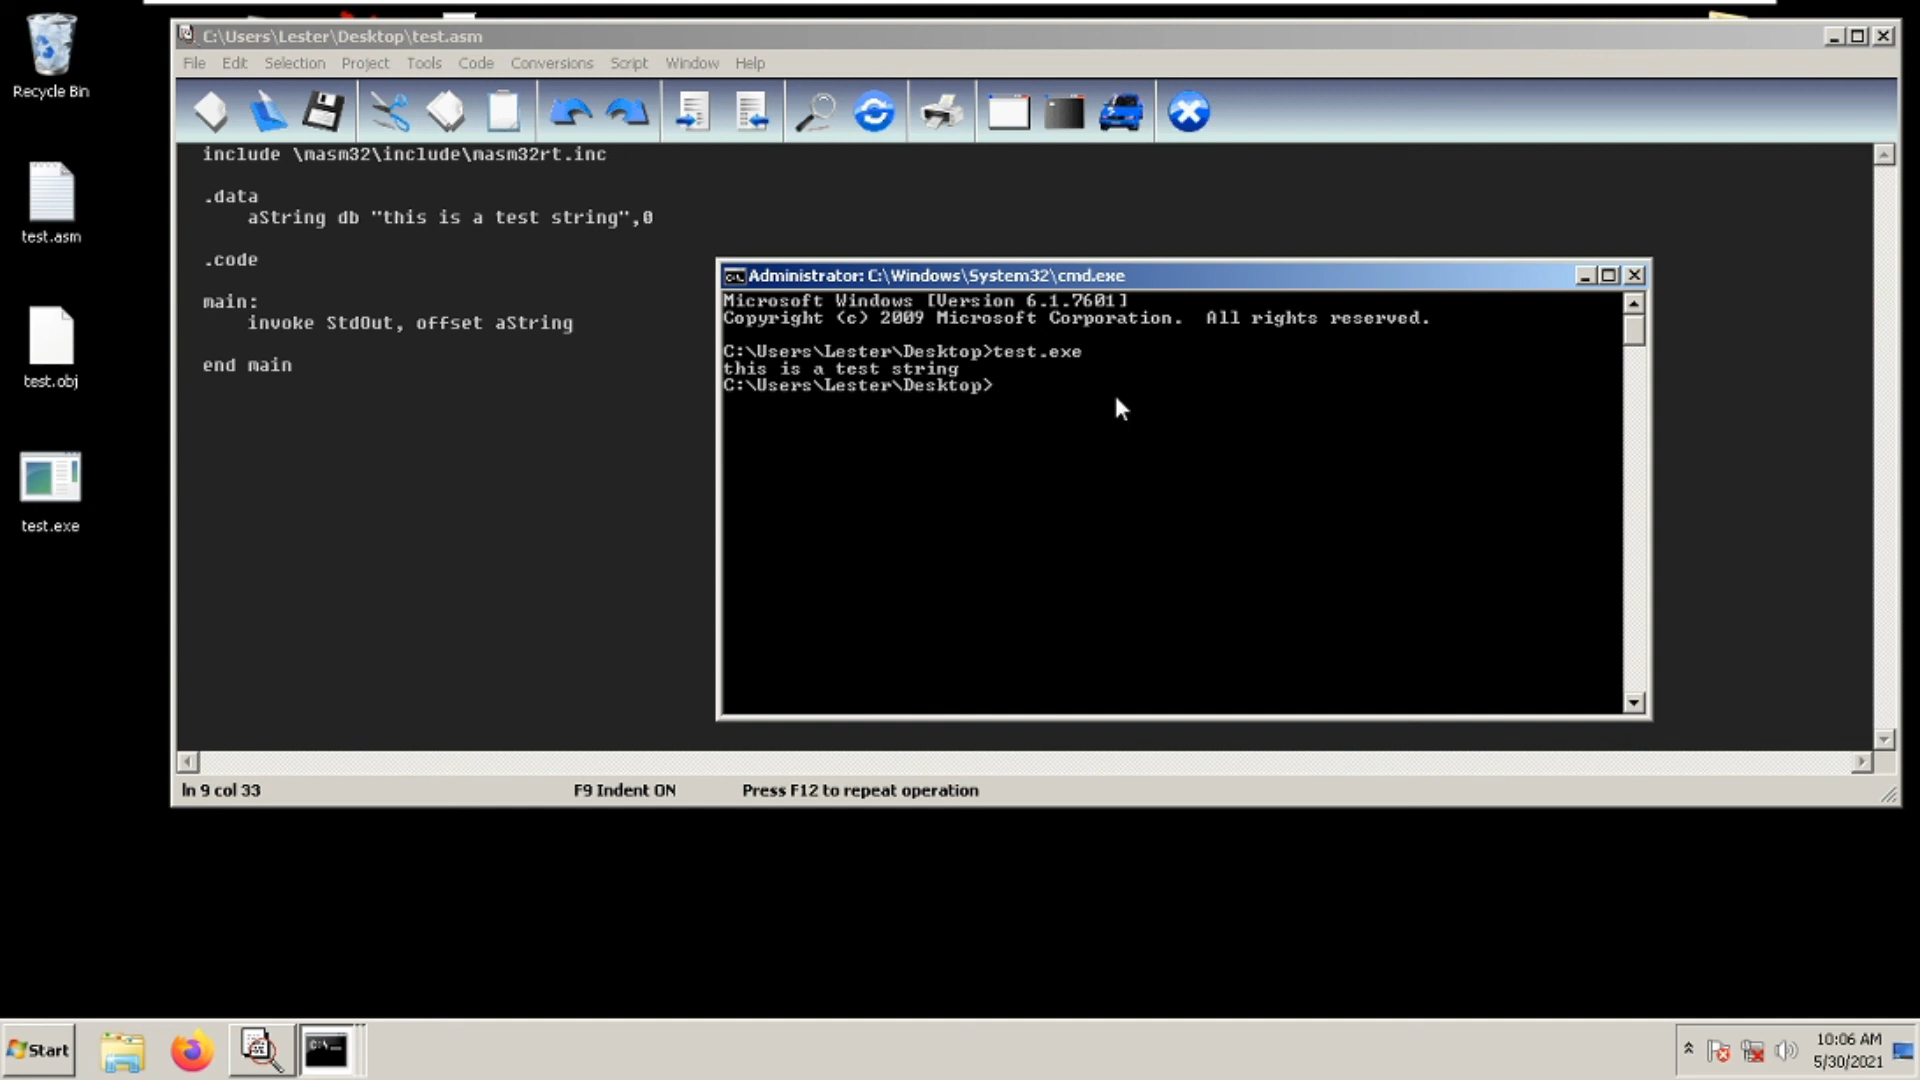 C:\Users\Lester\Desktop\test.asm
File Edit Selection Project Tools Code Conversions Script Window Help
Recycle Bin
test.asm
test.obj
test.exe
include \masm32\include\masm32rt.inc
.data
aString db "this is a test string",0
.code
main:
invoke StdOut, offset aString
end main
Administrator: C:\Windows\System32\cmd.exe
Microsoft Windows [Version 6.1.7601]
Copyright (c) 2009 Microsoft Corporation. All rights reserved.
C:\Users\Lester\Desktop>test.exe
this is a test string
C:\Users\Lester\Desktop>
ln 9 col 33 F9 Indent ON Press F12 to repeat operation
Start
10:06 AM
5/30/2021